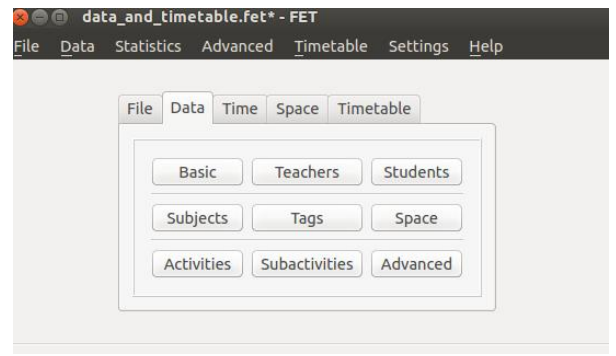 data_and_timetable.fet* - FET
File Data Statistics Advanced Timetable Settings Help
File Data Time Space Timetable
Basic Teachers Students
Subjects Tags Space
Activities Subactivities Advanced